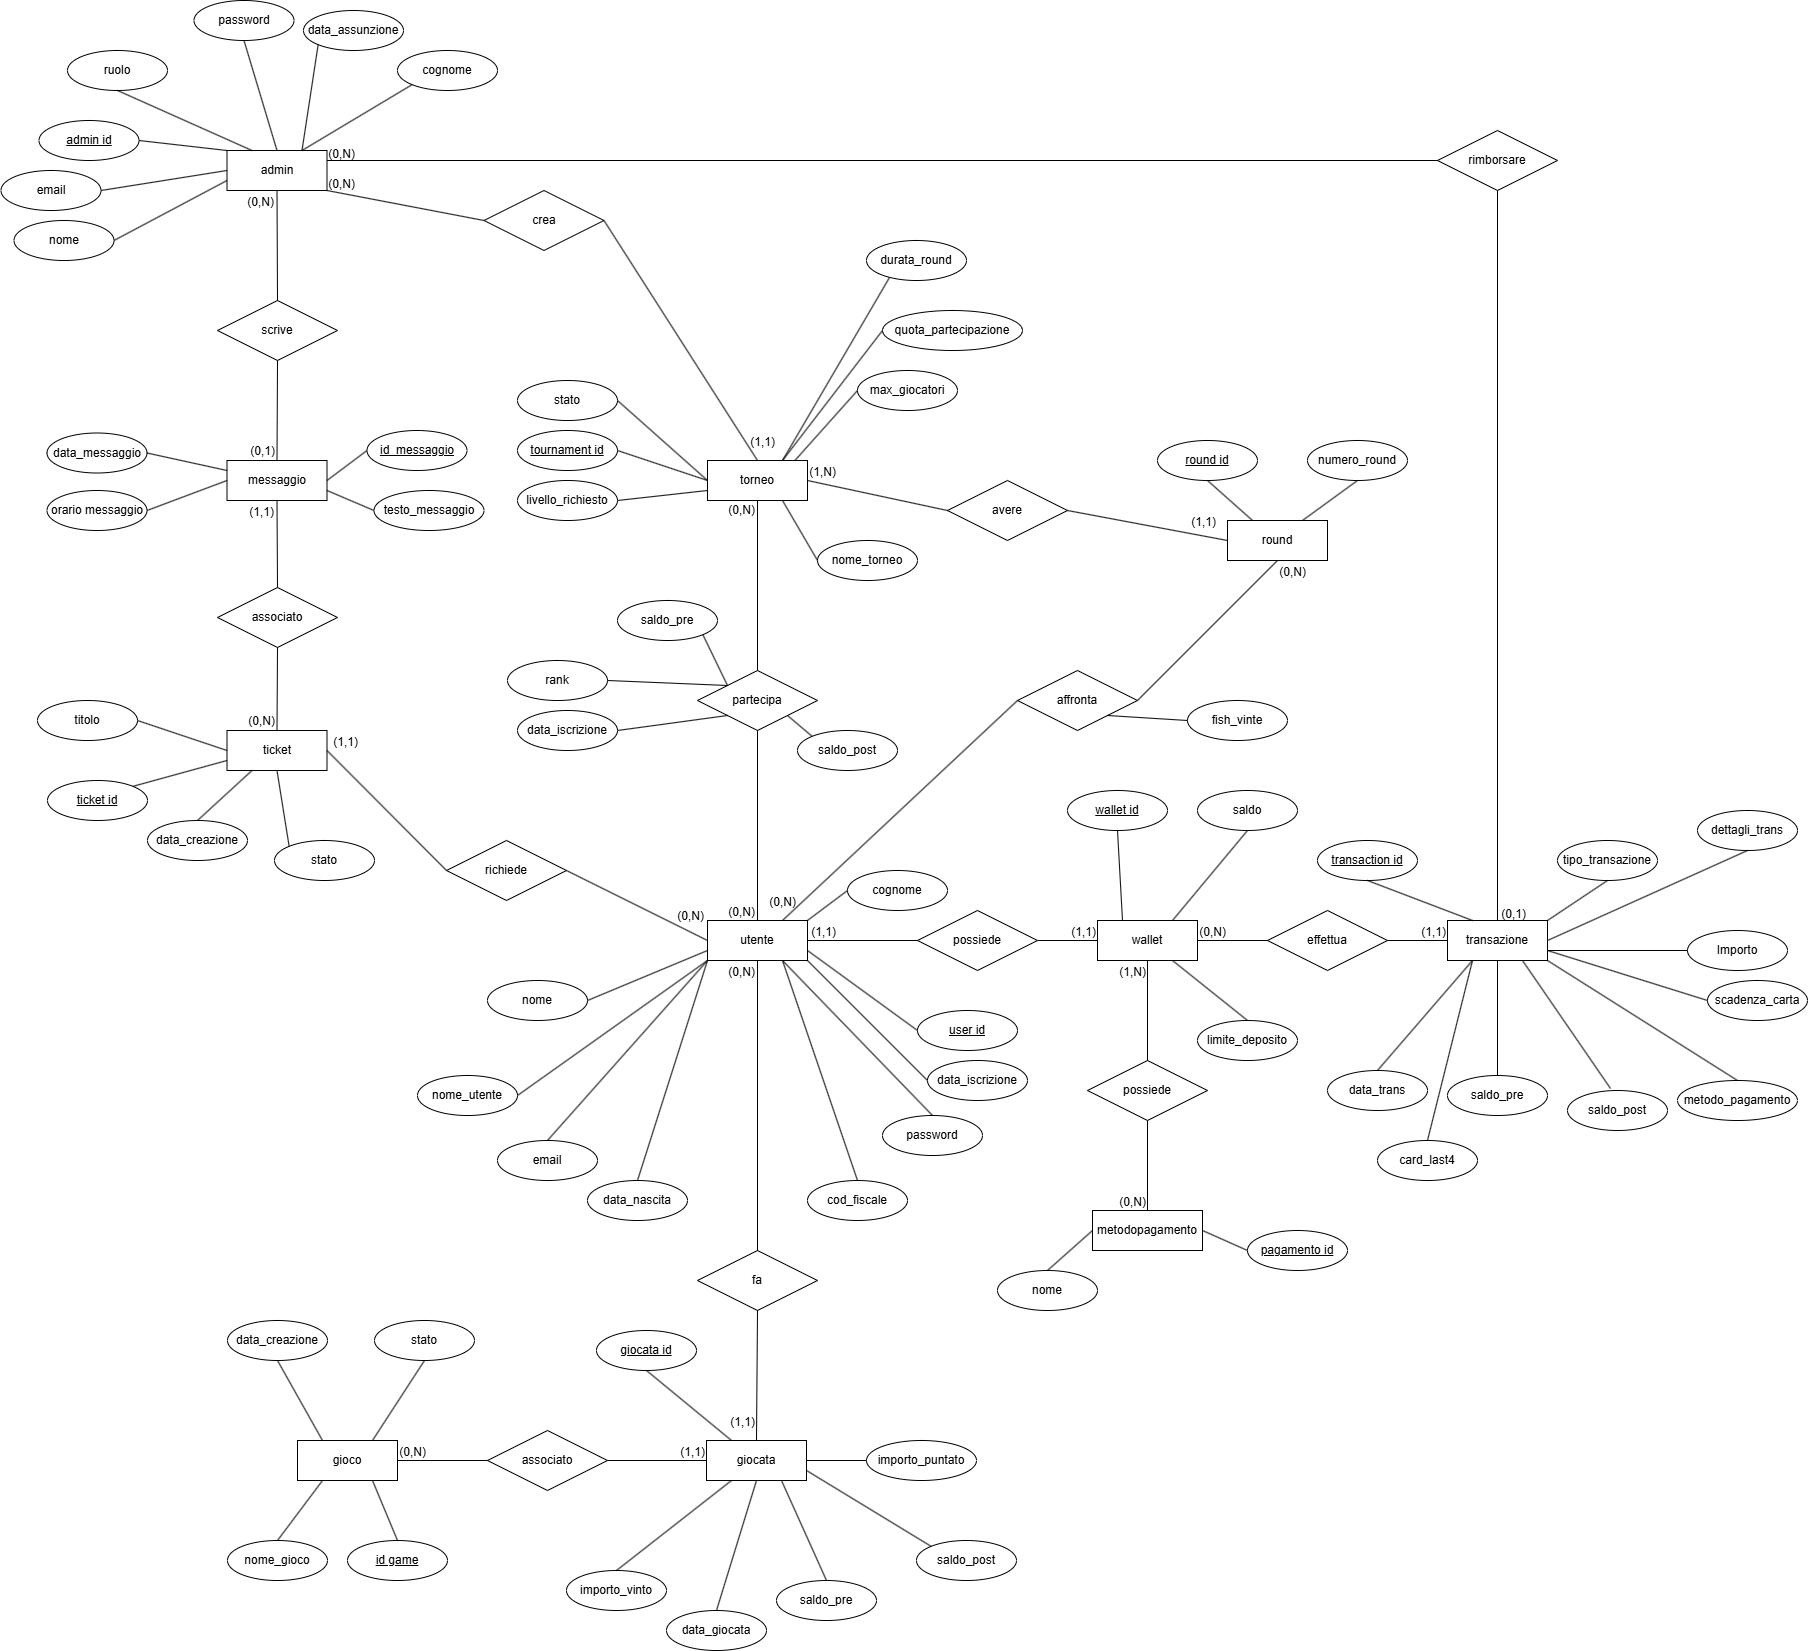 password
data_assunzione
ruolo
cognome
admin id
(0,N)
rimborsare
admin
email
(0,N)
(0,N)
crea
nome
durata_round
scrive
quota_partecipazione
max_giocatori
stato
(0,1)
data_messaggio
id_messaggio
tournament id
(1,1)
round id
numero_round
messaggio
torneo
(1,N)
livello_richiesto
orario messaggio
testo_messaggio
(1,1)
(0,N)
avere
(1,1)
round
nome_torneo
(0,N)
associato
saldo_pre
rank
partecipa
affronta
titolo
(0,N)
data_iscrizione
fish_vinte
ticket
(1,1)
saldo_post
ticket id
data_creazione
stato
wallet id
saldo
dettagli_trans
transaction id
tipo_transazione
richiede
cognome
(0,N)
(0,N)
(0,N)
(0,1)
utente
(1,1)
possiede
(1,1)
wallet
(0,N)
effettua
(1,1)
transazione
Importo
(0,N)
(1,N)
nome
user id
limite_deposito
scadenza_carta
data_iscrizione
nome_utente
possiede
data_trans
saldo_pre
saldo_post
metodo_pagamento
password
email
card_last4
data_nascita
cod_fiscale
(0,N)
metodopagamento
pagamento id
nome
fa
data_creazione
stato
giocata id
(1,1)
gioco
(0,N)
associato
(1,1)
giocata
importo_puntato
nome_gioco
id game
saldo_post
importo_vinto
saldo_pre
data_giocata